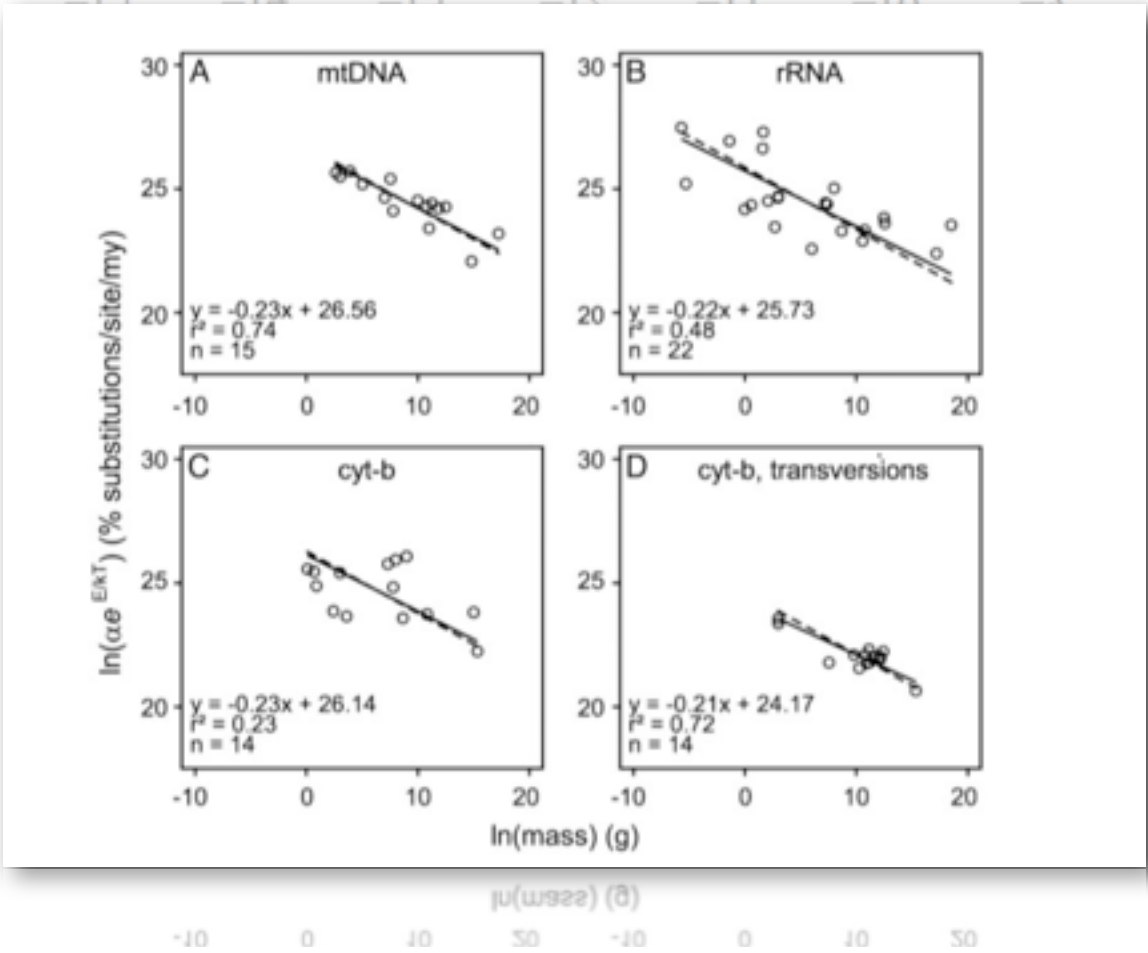 A mtDNA
30
25
20
y = -0.23x + 26.56
r² = 0.74
n = 15
-10 0 10 20
B rRNA
30
25
20
y = -0.22x + 25.73
r² = 0.48
n = 22
-10 0 10 20
C cyt-b
30
25
20
y = -0.23x + 26.14
r² = 0.23
n = 14
-10 0 10 20
D cyt-b, transversions
30
25
20
y = -0.21x + 24.17
r² = 0.72
n = 14
-10 0 10 20
ln(αe E/kT) (% substitutions/site/my)
ln(mass) (g)